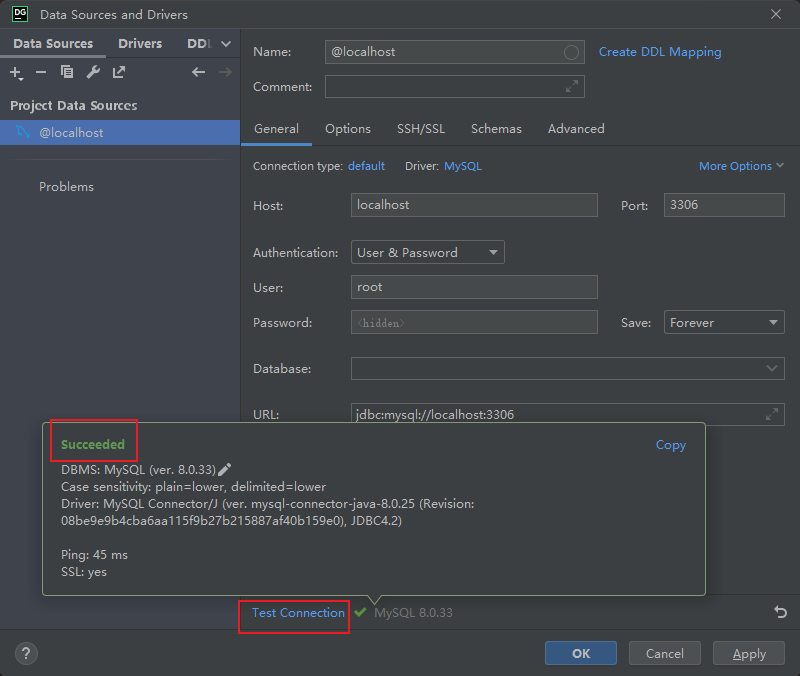 DG Data Sources and Drivers
Data Sources Drivers DDL
Project Data Sources
@localhost
Problems
Name: @localhost Create DDL Mapping
Comment:
General Options SSH/SSL Schemas Advanced
Connection type: default Driver: MySQL More Options
Host: localhost Port: 3306
Authentication: User & Password
User: root
Password: <hidden> Save: Forever
Database:
URL: jdbc:mysql://localhost:3306
Succeeded Copy
DBMS: MySQL (ver. 8.0.33)
Case sensitivity: plain=lower, delimited=lower
Driver: MySQL Connector/J (ver. mysql-connector-java-8.0.25 (Revision:
08be9e9b4cba6aa115f9b27b215887af40b159e0), JDBC4.2)
Ping: 45 ms
SSL: yes
Test Connection MySQL 8.0.33
? OK Cancel Apply